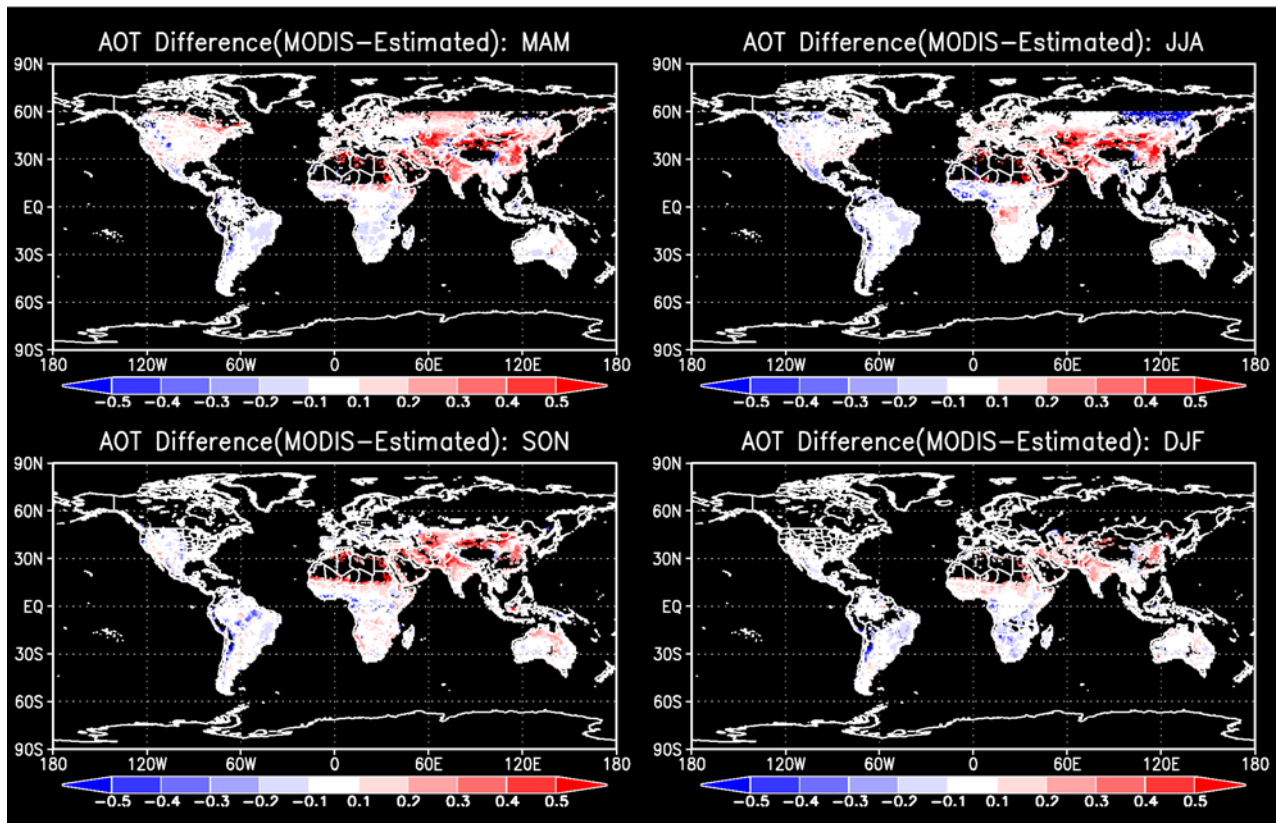 AOT Difference(MODIS-Estimated): MAM
90N
60N
30N
EQ
30S
60S
90S
180 120W 60W 0 60E 120E 180
-0.5 -0.4 -0.3 -0.2 -0.1 0.1 0.2 0.3 0.4 0.5
AOT Difference(MODIS-Estimated): JJA
90N
60N
30N
EQ
30S
60S
90S
180 120W 60W 0 60E 120E 180
-0.5 -0.4 -0.3 -0.2 -0.1 0.1 0.2 0.3 0.4 0.5
AOT Difference(MODIS-Estimated): SON
90N
60N
30N
EQ
30S
60S
90S
180 120W 60W 0 60E 120E 180
-0.5 -0.4 -0.3 -0.2 -0.1 0.1 0.2 0.3 0.4 0.5
AOT Difference(MODIS-Estimated): DJF
90N
60N
30N
EQ
30S
60S
90S
180 120W 60W 0 60E 120E 180
-0.5 -0.4 -0.3 -0.2 -0.1 0.1 0.2 0.3 0.4 0.5